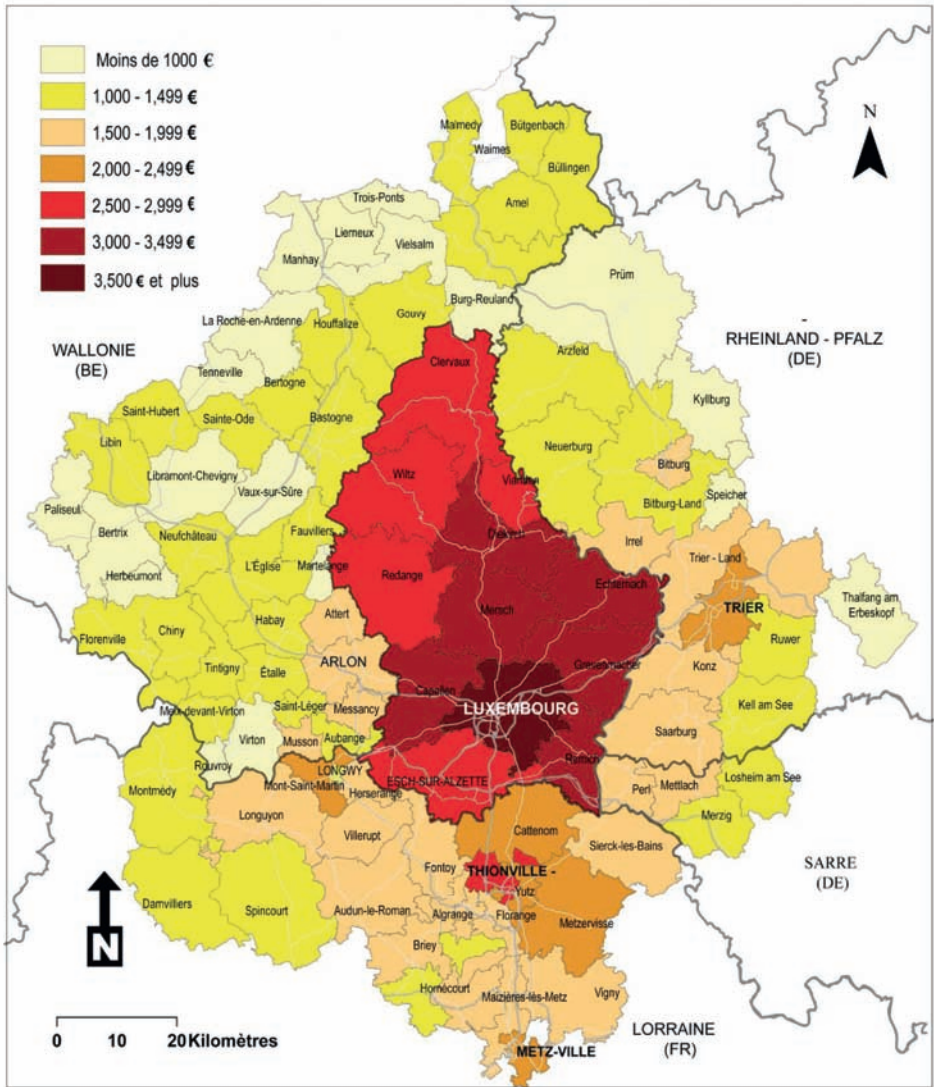 Moins de 1000 €
1,000 - 1,499 €
1,500 - 1,999 €
2,000 - 2,499 €
2,500 - 2,999 €
3,000 - 3,499 €
3,500 € et plus
N
Malmedy
Bütgenbach
Waimes
Büllingen
Amel
Trois-Ponts
Lierneux
Vielsalm
Manhay
Prüm
Burg-Reuland
Gouvy
La Roche-en-Ardenne
Houffalize
RHEINLAND - PFALZ
(DE)
WALLONIE
(BE)
Clervaux
Arzfeld
Tenneville
Bertogne
Kyllburg
Saint-Hubert
Sainte-Ode
Bastogne
Libin
Neuerburg
Bitburg
Libramont-Chevigny
Wiltz
Vianden
Vaux-sur-Sûre
Bitburg-Land
Speicher
Paliseul
Bertrix
Neufchâteau
Fauvillers
Diekirch
Irrel
Trier - Land
L'Église
Martelange
Herbeumont
Redange
Echternach
Mersch
Thalfang am
Erbeskopf
Attert
TRIER
Florenville
Chiny
Habay
Ruwer
ARLON
Grevenmacher
Konz
Tintigny
Étalle
Capellen
Kell am See
Meix-devant-Virton
Saint-Léger
Messancy
LUXEMBOURG
Saarburg
Virton
Musson
Aubange
Rouvroy
Remich
LONGWY
ESCH-SUR-ALZETTE
Mont-Saint-Martin
Herserange
Perl
Mettlach
Losheim am See
Montmédy
Longuyon
Merzig
Villerupt
Cattenom
Sierck-les-Bains
SARRE
(DE)
Fontoy
THIONVILLE -
Yutz
Damvilliers
Spincourt
Audun-le-Roman
Algrange
Florange
Metzervisse
N
Briey
Homécourt
Maizières-lès-Metz
Vigny
0 10 20 Kilomètres
LORRAINE
(FR)
METZ-VILLE